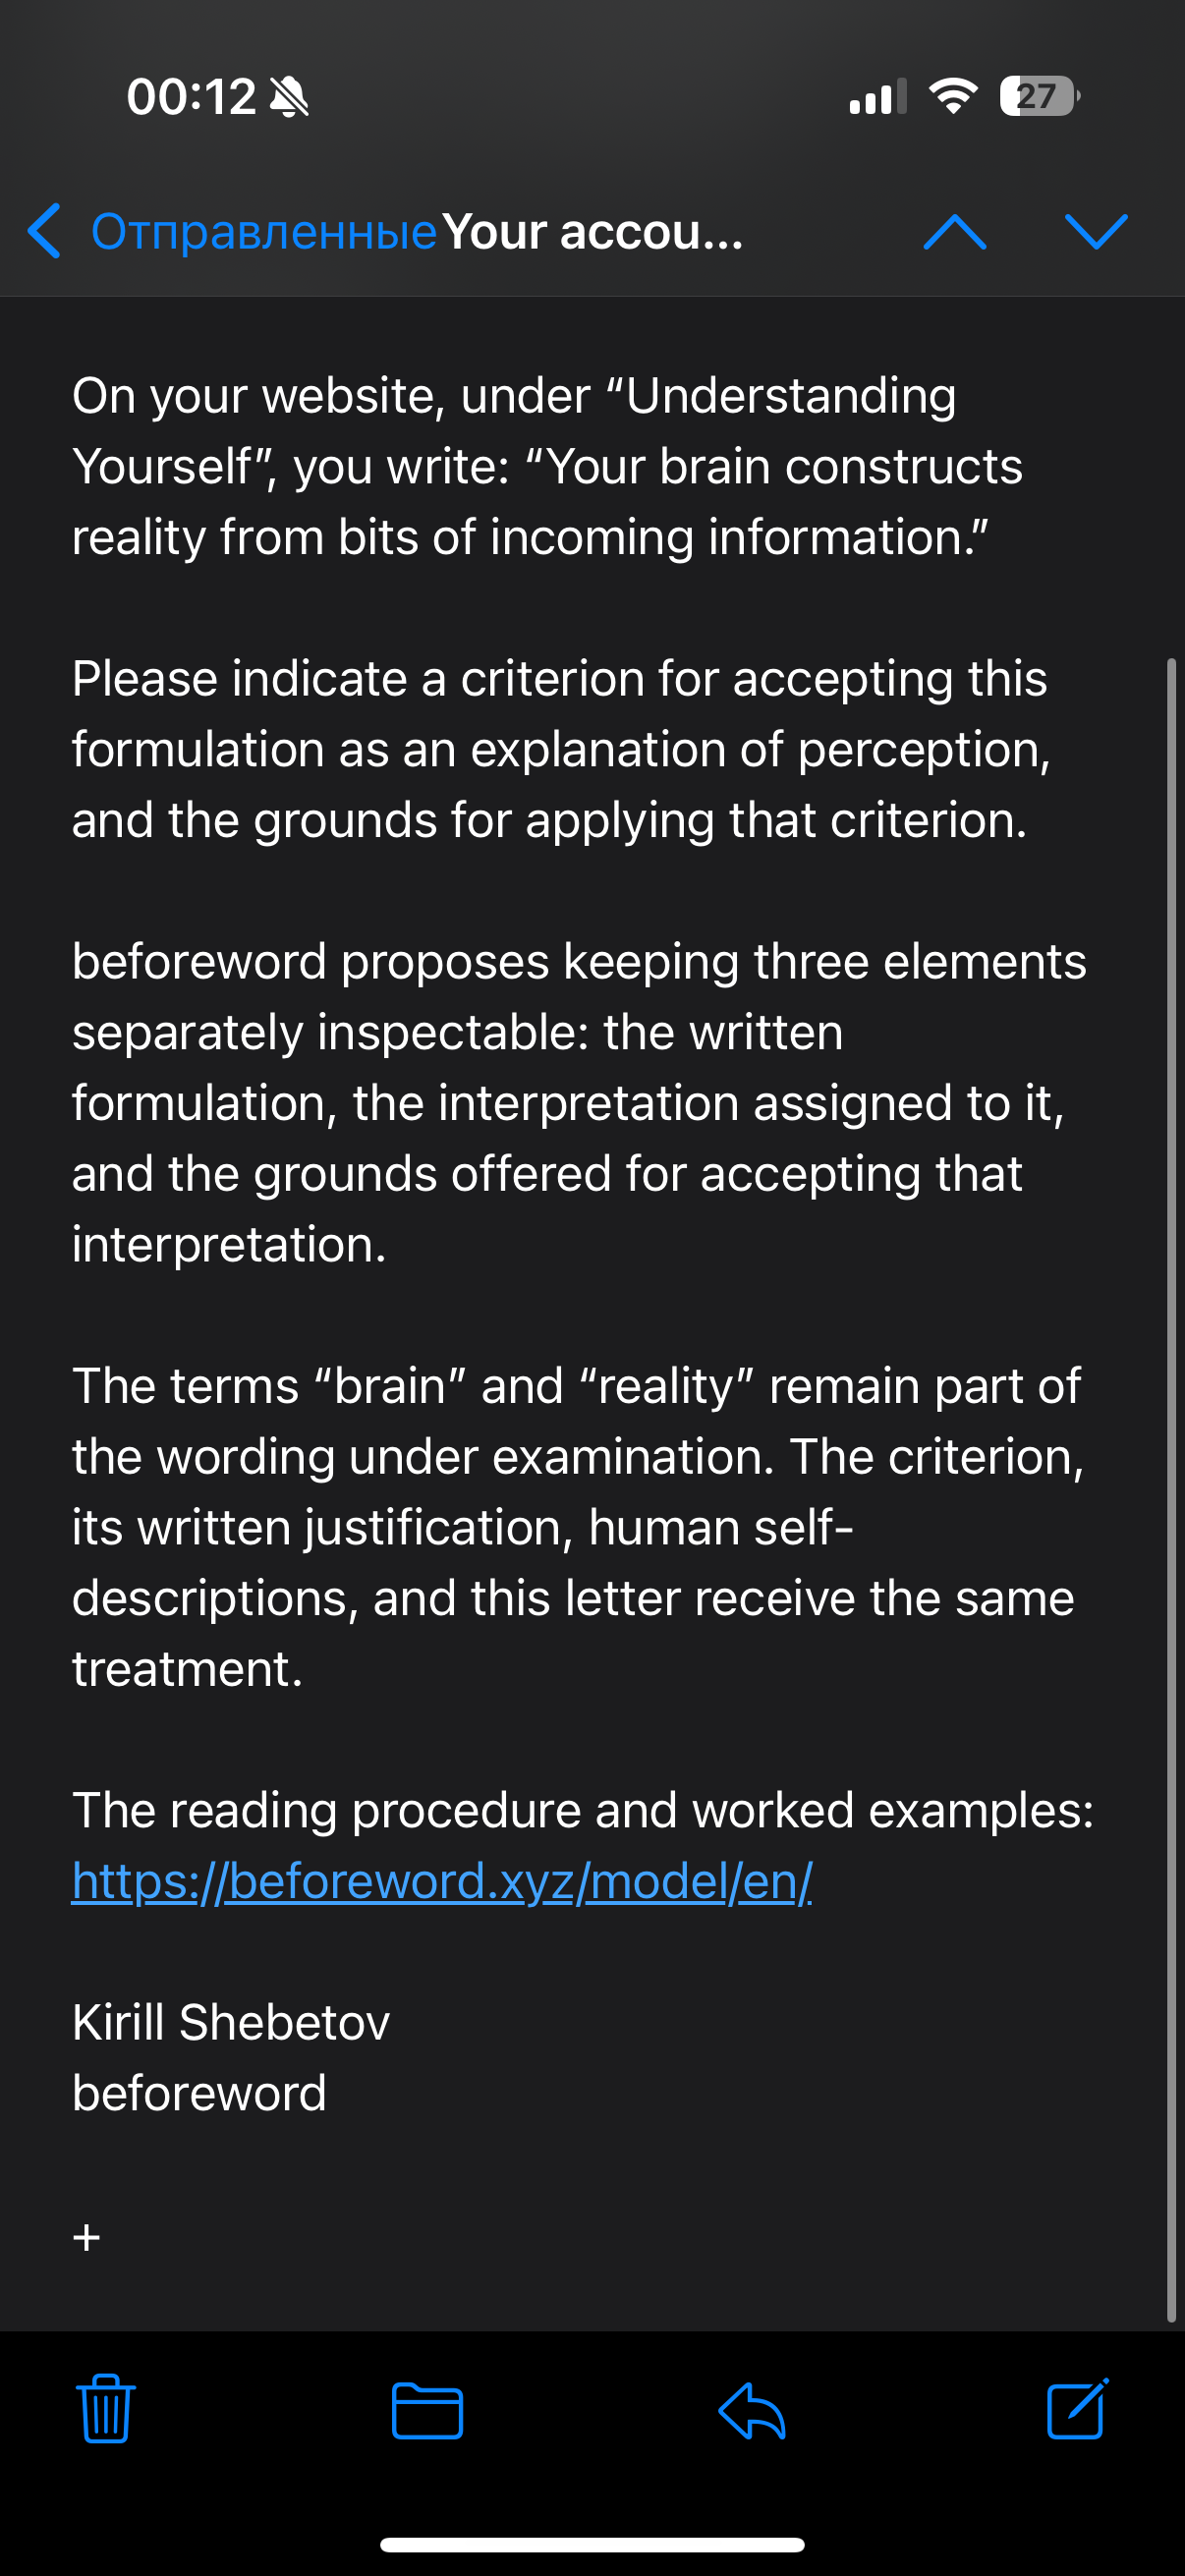 00:12
27
Отправленные Your accou...
On your website, under “Understanding
Yourself”, you write: “Your brain constructs
reality from bits of incoming information.”
Please indicate a criterion for accepting this
formulation as an explanation of perception,
and the grounds for applying that criterion.
beforeword proposes keeping three elements
separately inspectable: the written
formulation, the interpretation assigned to it,
and the grounds offered for accepting that
interpretation.
The terms “brain” and “reality” remain part of
the wording under examination. The criterion,
its written justification, human self-
descriptions, and this letter receive the same
treatment.
The reading procedure and worked examples:
https://beforeword.xyz/model/en/
Kirill Shebetov
beforeword
+